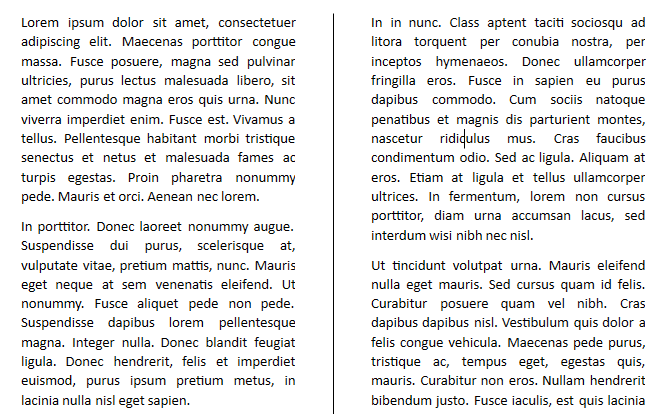 Lorem ipsum dolor sit amet, consectetuer
adipiscing elit. Maecenas porttitor congue
massa. Fusce posuere, magna sed pulvinar
ultricies, purus lectus malesuada libero, sit
amet commodo magna eros quis urna. Nunc
viverra imperdiet enim. Fusce est. Vivamus a
tellus. Pellentesque habitant morbi tristique
senectus et netus et malesuada fames ac
turpis egestas. Proin pharetra nonummy
pede. Mauris et orci. Aenean nec lorem.
In porttitor. Donec laoreet nonummy augue.
Suspendisse dui purus, scelerisque at,
vulputate vitae, pretium mattis, nunc. Mauris
eget neque at sem venenatis eleifend. Ut
nonummy. Fusce aliquet pede non pede.
Suspendisse dapibus lorem pellentesque
magna. Integer nulla. Donec blandit feugiat
ligula. Donec hendrerit, felis et imperdiet
euismod, purus ipsum pretium metus, in
lacinia nulla nisl eget sapien.
In in nunc. Class aptent taciti sociosqu ad
litora torquent per conubia nostra, per
inceptos hymenaeos. Donec ullamcorper
fringilla eros. Fusce in sapien eu purus
dapibus commodo. Cum sociis natoque
penatibus et magnis dis parturient montes,
nascetur ridiculus mus. Cras faucibus
condimentum odio. Sed ac ligula. Aliquam at
eros. Etiam at ligula et tellus ullamcorper
ultrices. In fermentum, lorem non cursus
porttitor, diam urna accumsan lacus, sed
interdum wisi nibh nec nisl.
Ut tincidunt volutpat urna. Mauris eleifend
nulla eget mauris. Sed cursus quam id felis.
Curabitur posuere quam vel nibh. Cras
dapibus dapibus nisl. Vestibulum quis dolor a
felis congue vehicula. Maecenas pede purus,
tristique ac, tempus eget, egestas quis,
mauris. Curabitur non eros. Nullam hendrerit
bibendum justo. Fusce iaculis, est quis lacinia